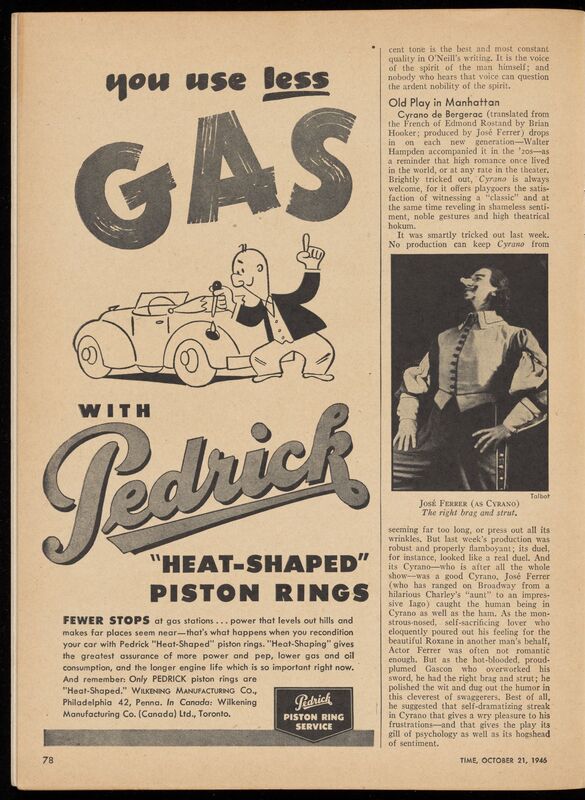 you use less
GAS
WITH
Pedrick
"HEAT-SHAPED"
PISTON RINGS
FEWER STOPS at gas stations . . . power that levels out hills and
makes far places seem near—that's what happens when you recondition
your car with Pedrick "Heat-Shaped" piston rings. "Heat-Shaping" gives
the greatest assurance of more power and pep, lower gas and oil
consumption, and the longer engine life which is so important right now.
And remember: Only PEDRICK piston rings are
"Heat-Shaped." WILKENING MANUFACTURING CO.,
Philadelphia 42, Penna. In Canada: Wilkening
Manufacturing Co. (Canada) Ltd., Toronto.
Pedrick
PISTON RING
SERVICE
78
cent tone is the best and most constant
quality in O'Neill's writing. It is the voice
of the spirit of the man himself; and
nobody who hears that voice can question
the ardent nobility of the spirit.
Old Play in Manhattan
Cyrano de Bergerac (translated from
the French of Edmond Rostand by Brian
Hooker; produced by José Ferrer) drops
in on each new generation—Walter
Hampden accompanied it in the '20s—as
a reminder that high romance once lived
in the world, or at any rate in the theater.
Brightly tricked out, Cyrano is always
welcome, for it offers playgoers the satis-
faction of witnessing a "classic" and at
the same time reveling in shameless senti-
ment, noble gestures and high theatrical
hokum.
It was smartly tricked out last week.
No production can keep Cyrano from
Talbot
JOSÉ FERRER (AS CYRANO)
The right brag and strut.
seeming far too long, or press out all its
wrinkles. But last week's production was
robust and properly flamboyant; its duel,
for instance, looked like a real duel. And
its Cyrano—who is after all the whole
show—was a good Cyrano, José Ferrer
(who has ranged on Broadway from a
hilarious Charley's "aunt" to an impres-
sive Iago) caught the human being in
Cyrano as well as the ham. As the mon-
strous-nosed, self-sacrificing lover who
eloquently poured out his feeling for the
beautiful Roxane in another man's behalf,
Actor Ferrer was often not romantic
enough. But as the hot-blooded, proud-
plumed Gascon who overworked his
sword, he had the right brag and strut; he
polished the wit and dug out the humor in
this cleverest of swaggerers. Best of all,
he suggested that self-dramatizing streak
in Cyrano that gives a wry pleasure to his
frustrations—and that gives the play its
gill of psychology as well as its hogshead
of sentiment.
TIME, OCTOBER 21, 1946